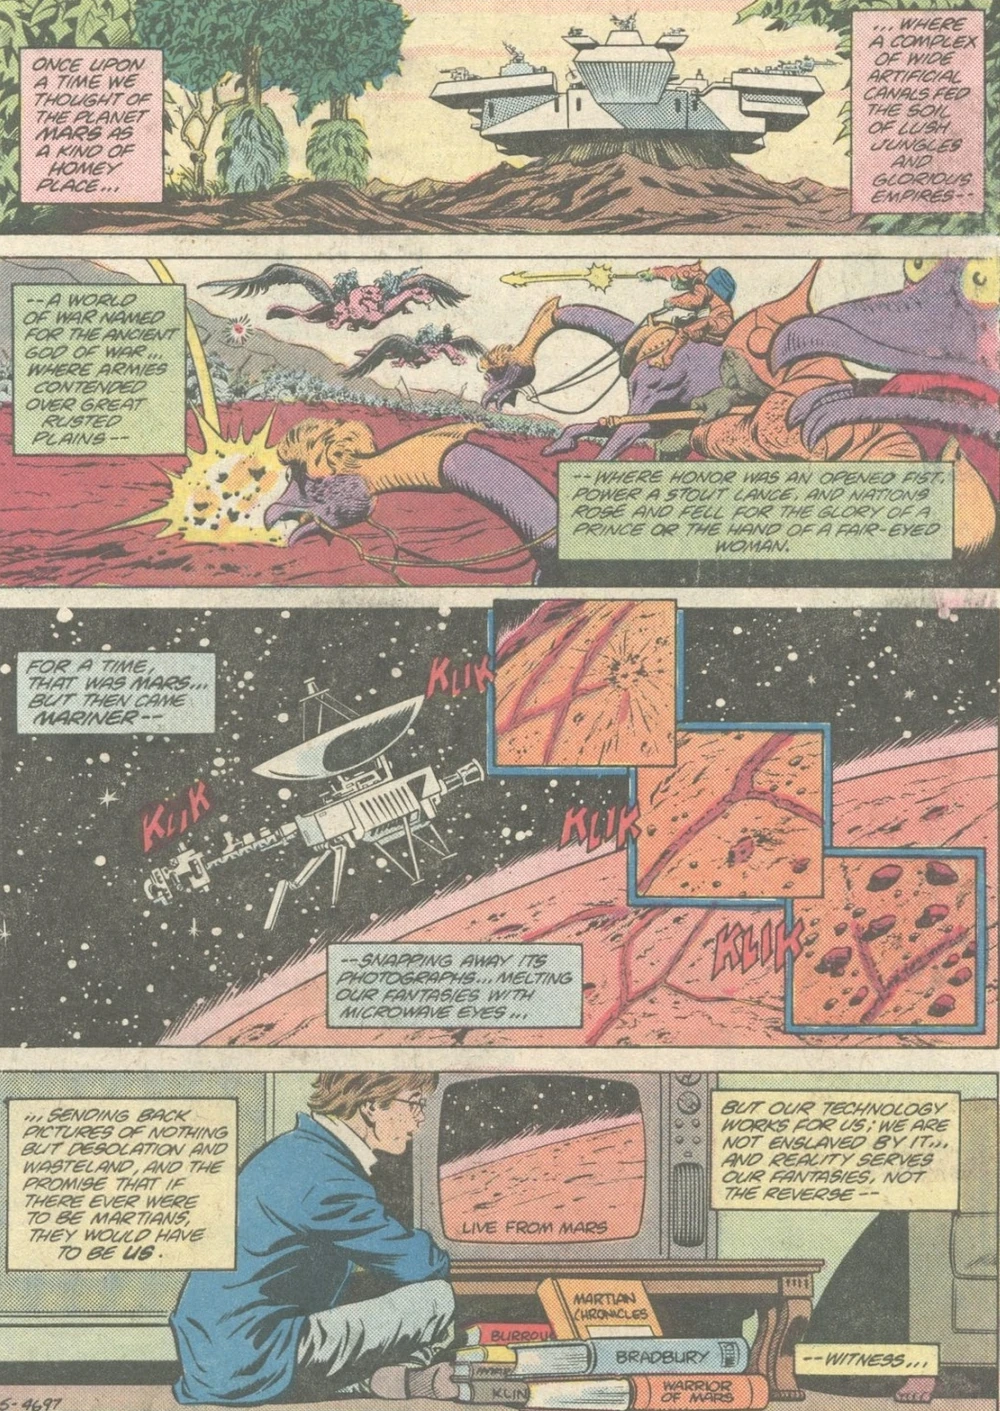 ONCE UPON
A TIME WE
THOUGHT OF
THE PLANET
MARS AS
A KIND OF
HOMEY
PLACE...
...WHERE
A COMPLEX
OF WIDE
ARTIFICIAL
CANALS FED
THE SOIL
OF LUSH
JUNGLES
AND
GLORIOUS
EMPIRES--
--A WORLD
OF WAR NAMED
FOR THE ANCIENT
GOD OF WAR...
WHERE ARMIES
CONTENDED
OVER GREAT
RUSTED
PLAINS--
--WHERE HONOR WAS AN OPENED FIST,
POWER A STOUT LANCE, AND NATIONS
ROSE AND FELL FOR THE GLORY OF A
PRINCE OR THE HAND OF A FAIR-EYED
WOMAN.
FOR A TIME,
THAT WAS MARS...
BUT THEN CAME
MARINER--
KLIK
KLIK
KLIK
KLIK
--SNAPPING AWAY ITS
PHOTOGRAPHS... MELTING
OUR FANTASIES WITH
MICROWAVE EYES...
...SENDING BACK
PICTURES OF NOTHING
BUT DESOLATION AND
WASTELAND, AND THE
PROMISE THAT IF
THERE EVER WERE
TO BE MARTIANS,
THEY WOULD HAVE
TO BE US.
BUT OUR TECHNOLOGY
WORKS FOR US; WE ARE
NOT ENSLAVED BY IT...
AND REALITY SERVES
OUR FANTASIES, NOT
THE REVERSE--
LIVE FROM MARS
MARTIAN
CHRONICLES
BURROU
BRADBURY
KLIN
WARRIOR
OF MARS
--WITNESS...
S-4697